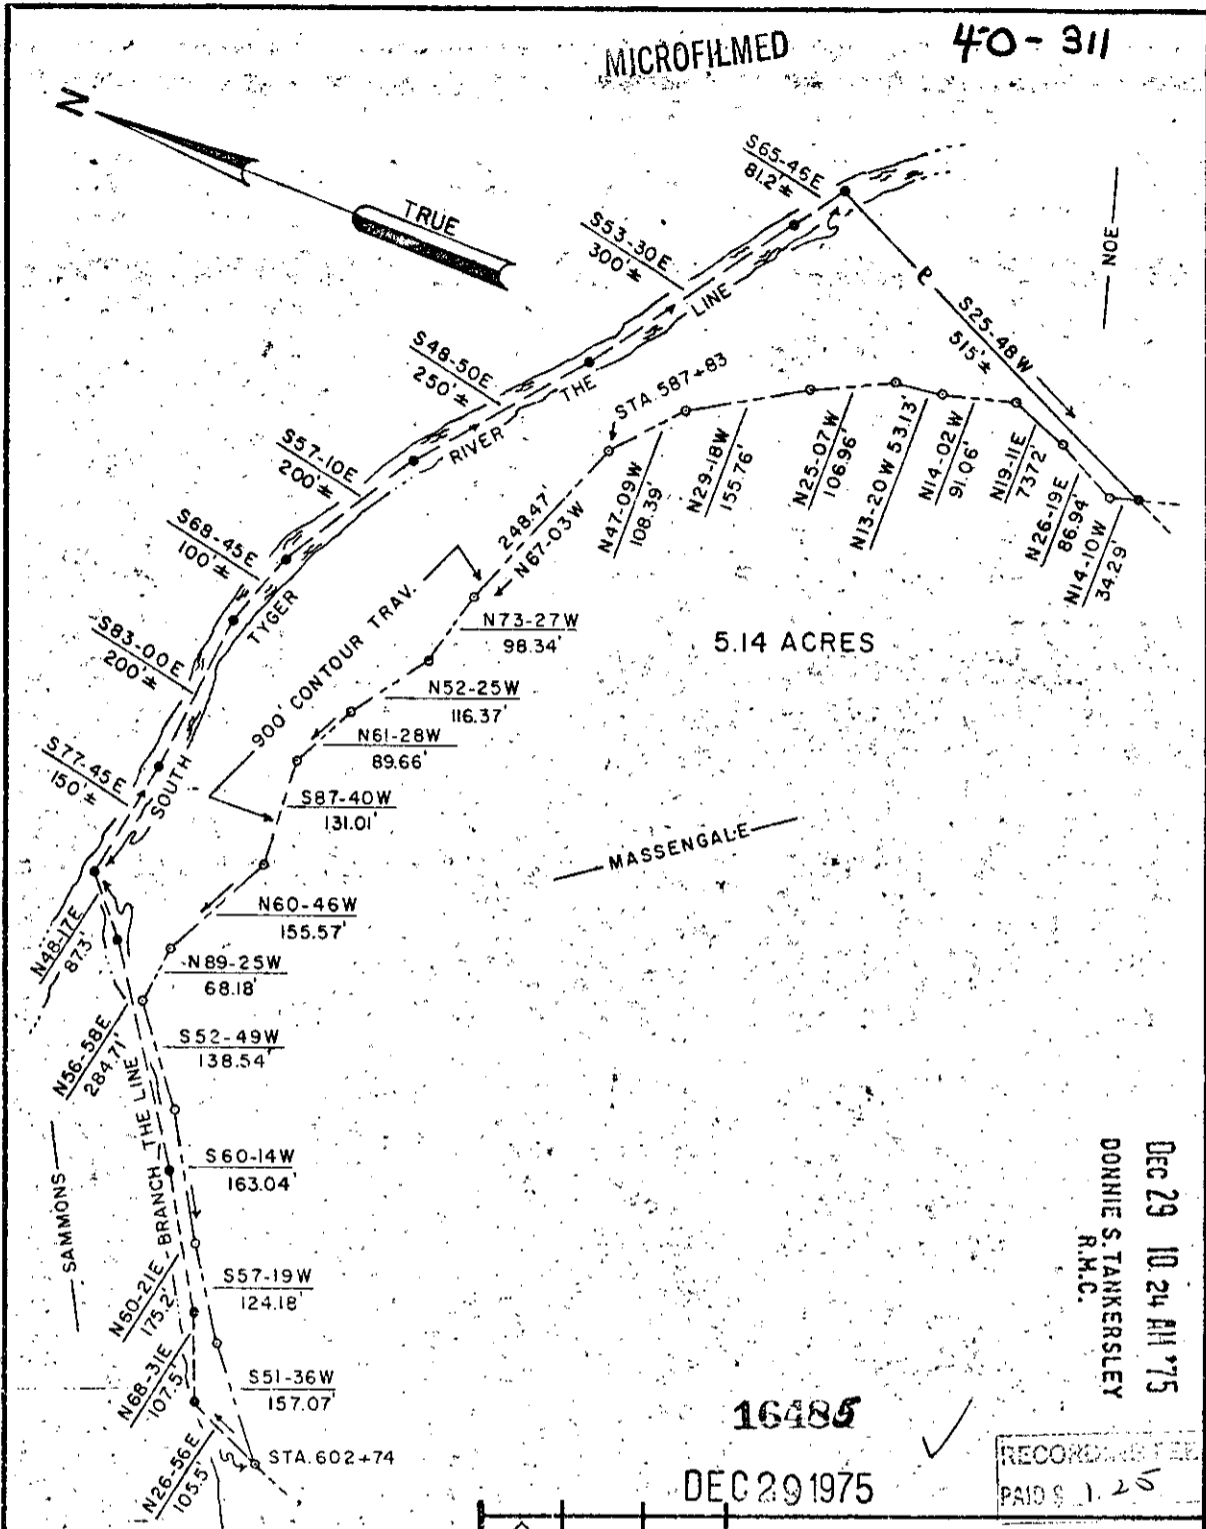 MICROFILMED
40-311
N
TRUE
S65-46E
81.2'±
S53-30E
300'±
S48-50E
250'±
S57-10E
200'±
S68-45E
100'±
S83-00E
200'±
S77-45E
150'±
SOUTH TYGER RIVER THE LINE
NOE
℄
S25-48W
515'±
STA. 587+83
248.47'
N67-03W
N47-09W
108.39'
N29-18W
155.76'
N25-07W
106.96'
N13-20W 53.13'
N14-02W
91.06'
N19-11E
73.72'
N26-19E
86.94'
N14-10W
34.29'
900' CONTOUR TRAV.
N73-27W
98.34'
5.14 ACRES
N52-25W
116.37'
N61-28W
89.66'
S87-40W
131.01'
MASSENGALE
N60-46W
155.57'
N89-25W
68.18'
N48-17E
87.3'
S52-49W
138.54'
N56-58E
284.71'
BRANCH THE LINE
SAMMONS
S60-14W
163.04'
N60-21E
175.2'
S57-19W
124.18'
N68-31E
107.5'
S51-36W
157.07'
N26-56E
105.5'
STA. 602+74
DEC 29 10 24 AM '75
DONNIE S. TANKERSLEY
R.M.C.
16485
DEC 29 1975
RECORDING FEE
PAID $ 1.25